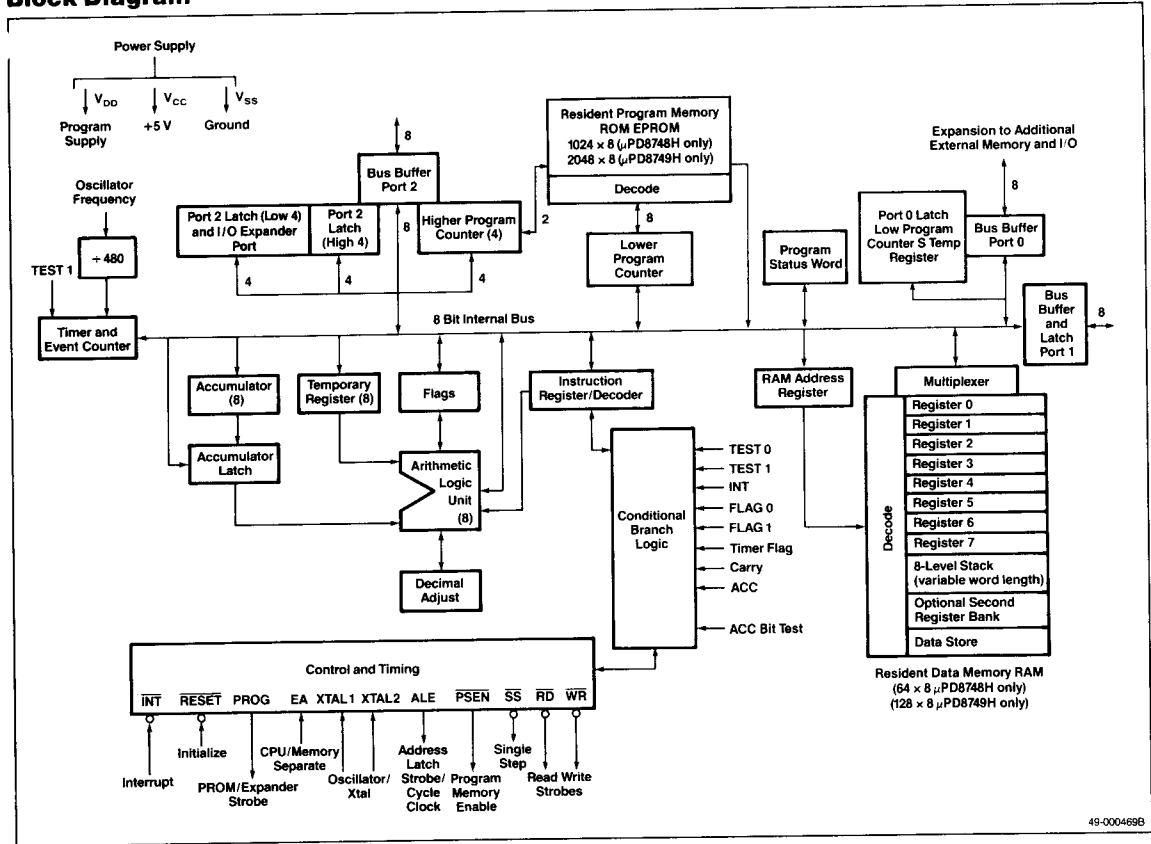 Block Diagram
Power Supply
VDD
VCC
VSS
Program
Supply
+5 V
Ground
Oscillator
Frequency
÷ 480
TEST 1
Timer and
Event Counter
8
Bus Buffer
Port 2
Port 2 Latch (Low 4)
and I/O Expander
Port
Port 2
Latch
(High 4)
8
Higher Program
Counter (4)
4
4
4
2
Resident Program Memory
ROM EPROM
1024 × 8 (μPD8748H only)
2048 × 8 (μPD8749H only)
Decode
8
Lower
Program
Counter
Program
Status Word
Expansion to Additional
External Memory and I/O
8
Port 0 Latch
Low Program
Counter S Temp
Register
Bus Buffer
Port 0
Bus
Buffer
and
Latch
Port 1
8
8 Bit Internal Bus
Accumulator
(8)
Temporary
Register (8)
Flags
Instruction
Register/Decoder
RAM Address
Register
Multiplexer
Accumulator
Latch
Arithmetic
Logic
Unit
(8)
Decimal
Adjust
Conditional
Branch
Logic
TEST 0
TEST 1
INT
FLAG 0
FLAG 1
Timer Flag
Carry
ACC
ACC Bit Test
Decode
Register 0
Register 1
Register 2
Register 3
Register 4
Register 5
Register 6
Register 7
8-Level Stack
(variable word length)
Optional Second
Register Bank
Data Store
Resident Data Memory RAM
(64 × 8 μPD8748H only)
(128 × 8 μPD8749H only)
Control and Timing
INT RESET PROG EA XTAL1 XTAL2 ALE PSEN SS RD WR
Interrupt
Initialize
PROM/Expander
Strobe
CPU/Memory
Separate
Oscillator/
Xtal
Address
Latch
Strobe/
Cycle
Clock
Program
Memory
Enable
Single
Step
Read Write
Strobes
49-000469B